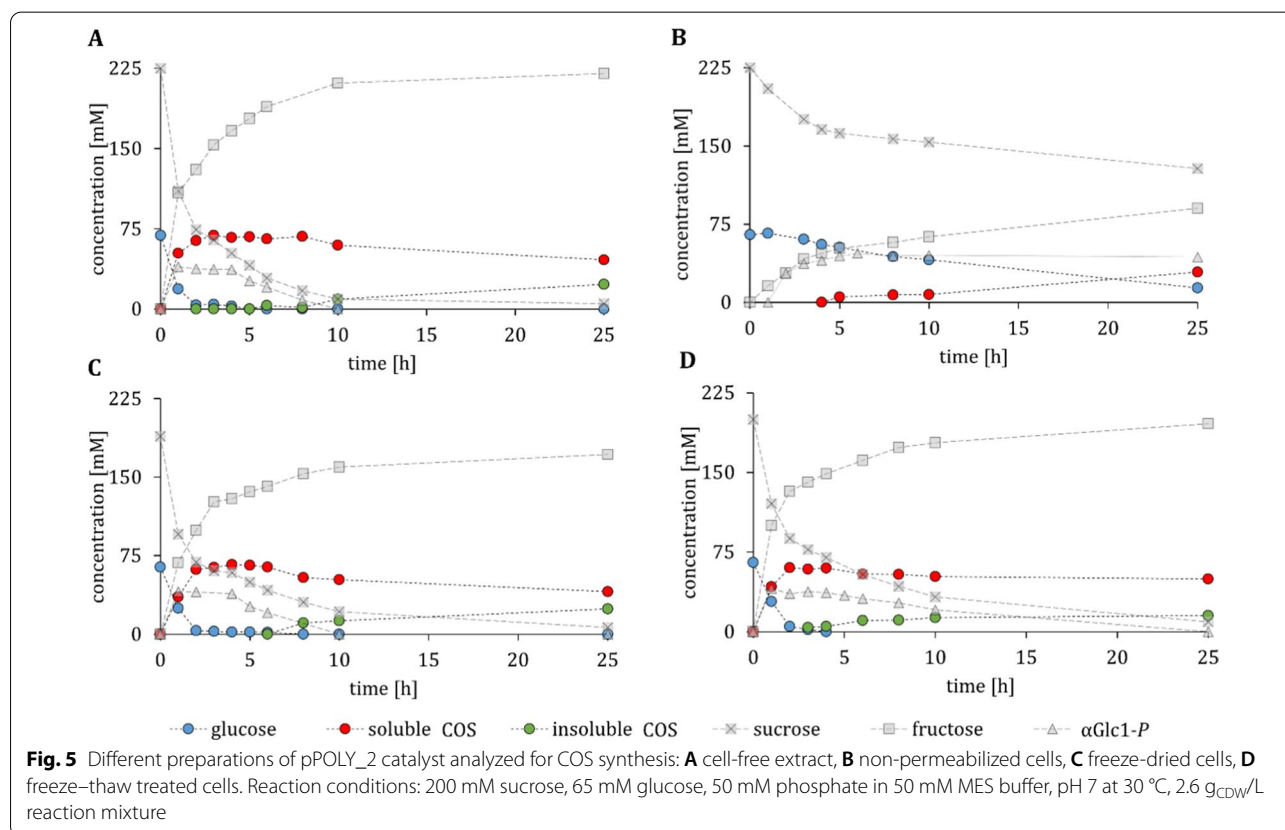 A
concentration [mM]
225
150
75
0
0 5 10 15 20 25
time [h]
B
concentration [mM]
225
150
75
0
0 5 10 15 20 25
time [h]
C
concentration [mM]
225
150
75
0
0 5 10 15 20 25
time [h]
D
concentration [mM]
225
150
75
0
0 5 10 15 20 25
time [h]
glucose soluble COS insoluble COS sucrose fructose αGlc1-P
Fig. 5 Different preparations of pPOLY_2 catalyst analyzed for COS synthesis: A cell-free extract, B non-permeabilized cells, C freeze-dried cells, D
freeze–thaw treated cells. Reaction conditions: 200 mM sucrose, 65 mM glucose, 50 mM phosphate in 50 mM MES buffer, pH 7 at 30 °C, 2.6 gCDW/L
reaction mixture